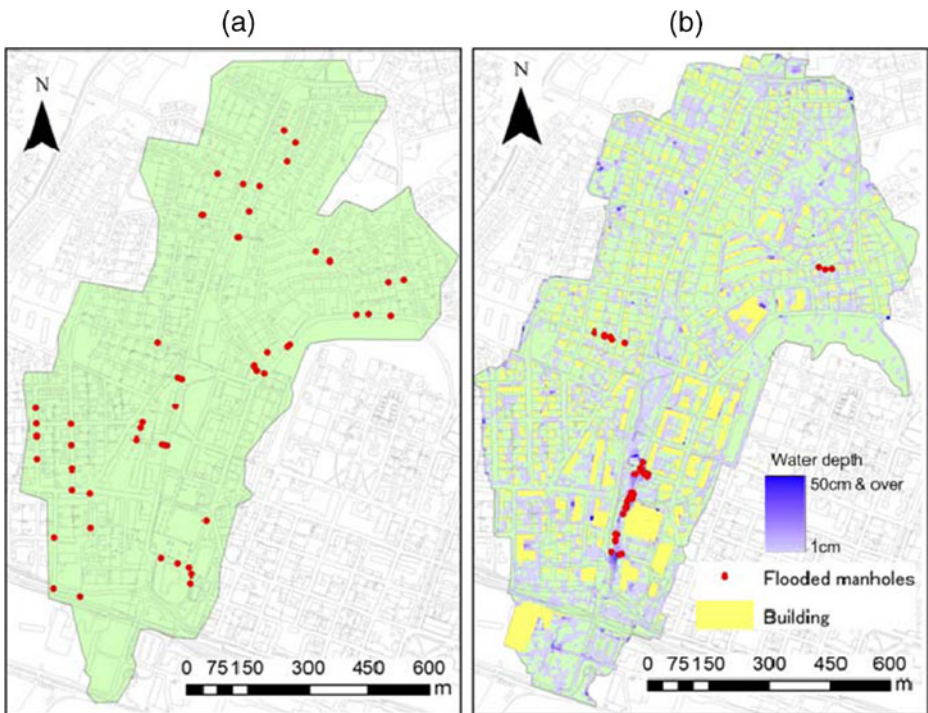 (a)
(b)
N
N
Water depth
50cm & over
1cm
Flooded manholes
Building
0 75 150 300 450 600
m
0 75 150 300 450 600
m